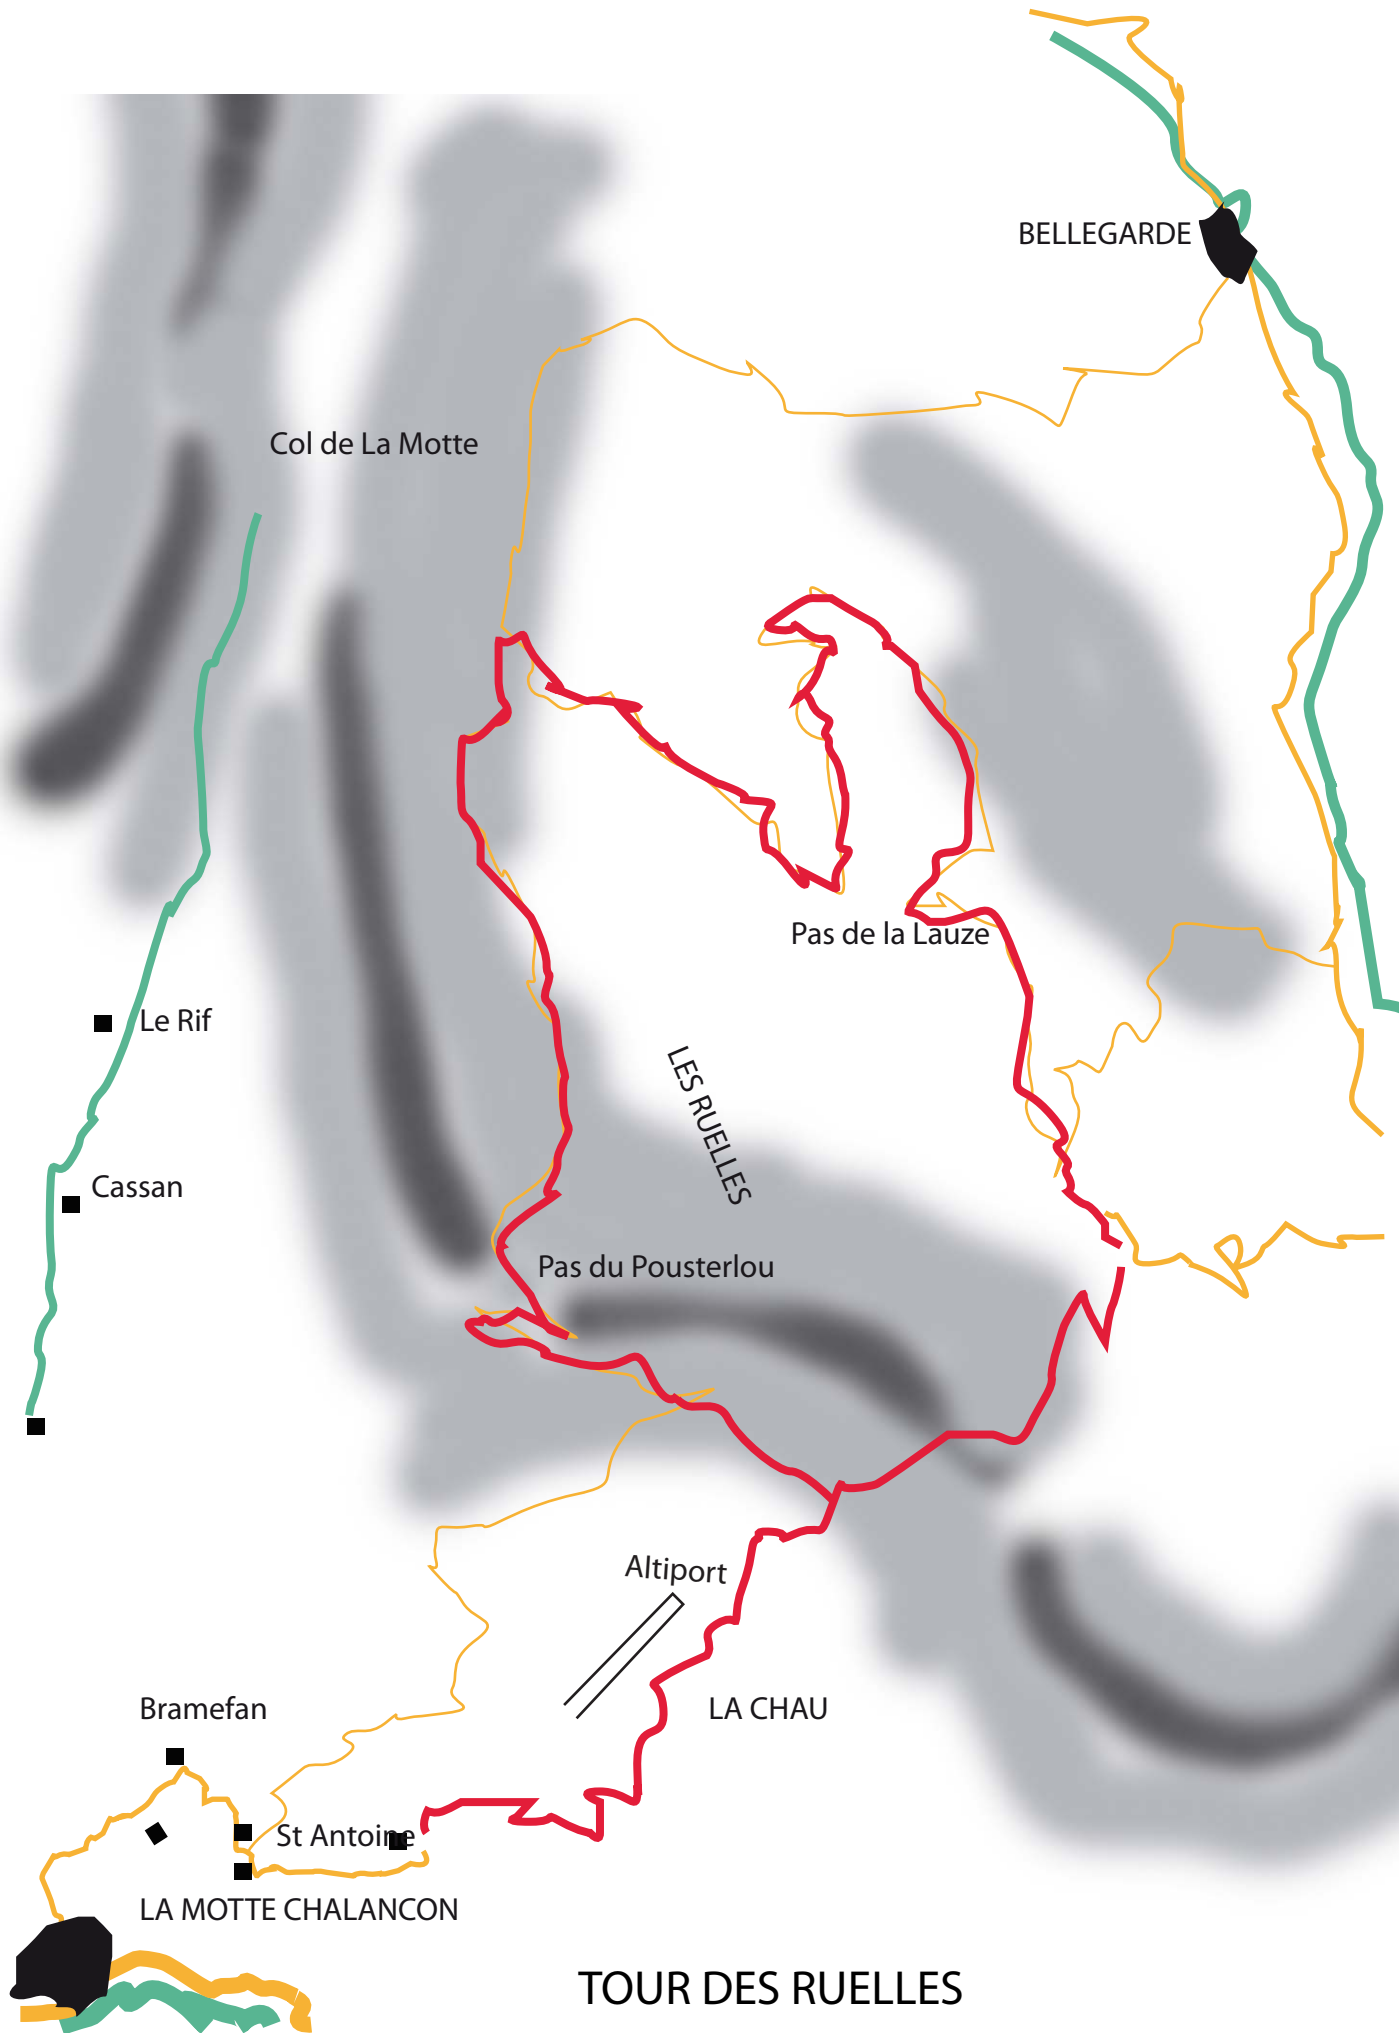 BELLEGARDE
Col de La Motte
Pas de la Lauze
Le Rif
LES RUELLES
Cassan
Pas du Pousterlou
Altiport
Bramefan
LA CHAU
St Antoine
LA MOTTE CHALANCON
TOUR DES RUELLES